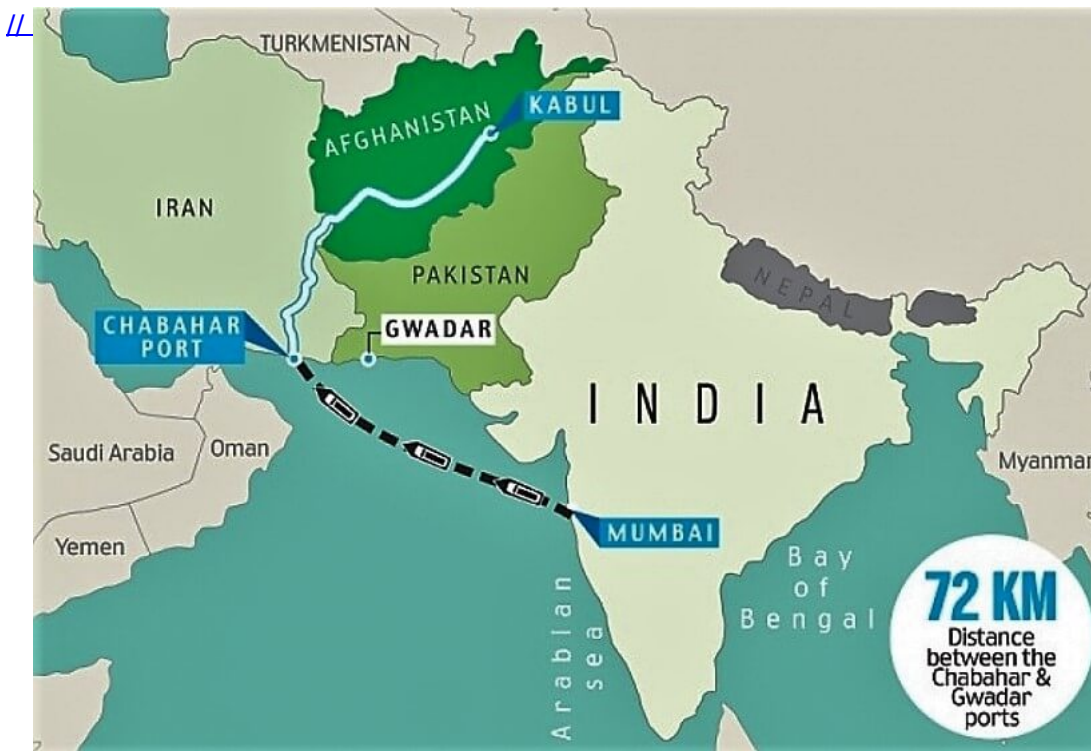 //
TURKMENISTAN
KABUL
AFGHANISTAN
IRAN
PAKISTAN
NEPAL
CHABAHAR
PORT
GWADAR
INDIA
Saudi Arabia
Oman
Myanmar
Yemen
MUMBAI
Arabian
sea
Bay
of
Bengal
72 KM
Distance
between the
Chabahar &
Gwadar
ports